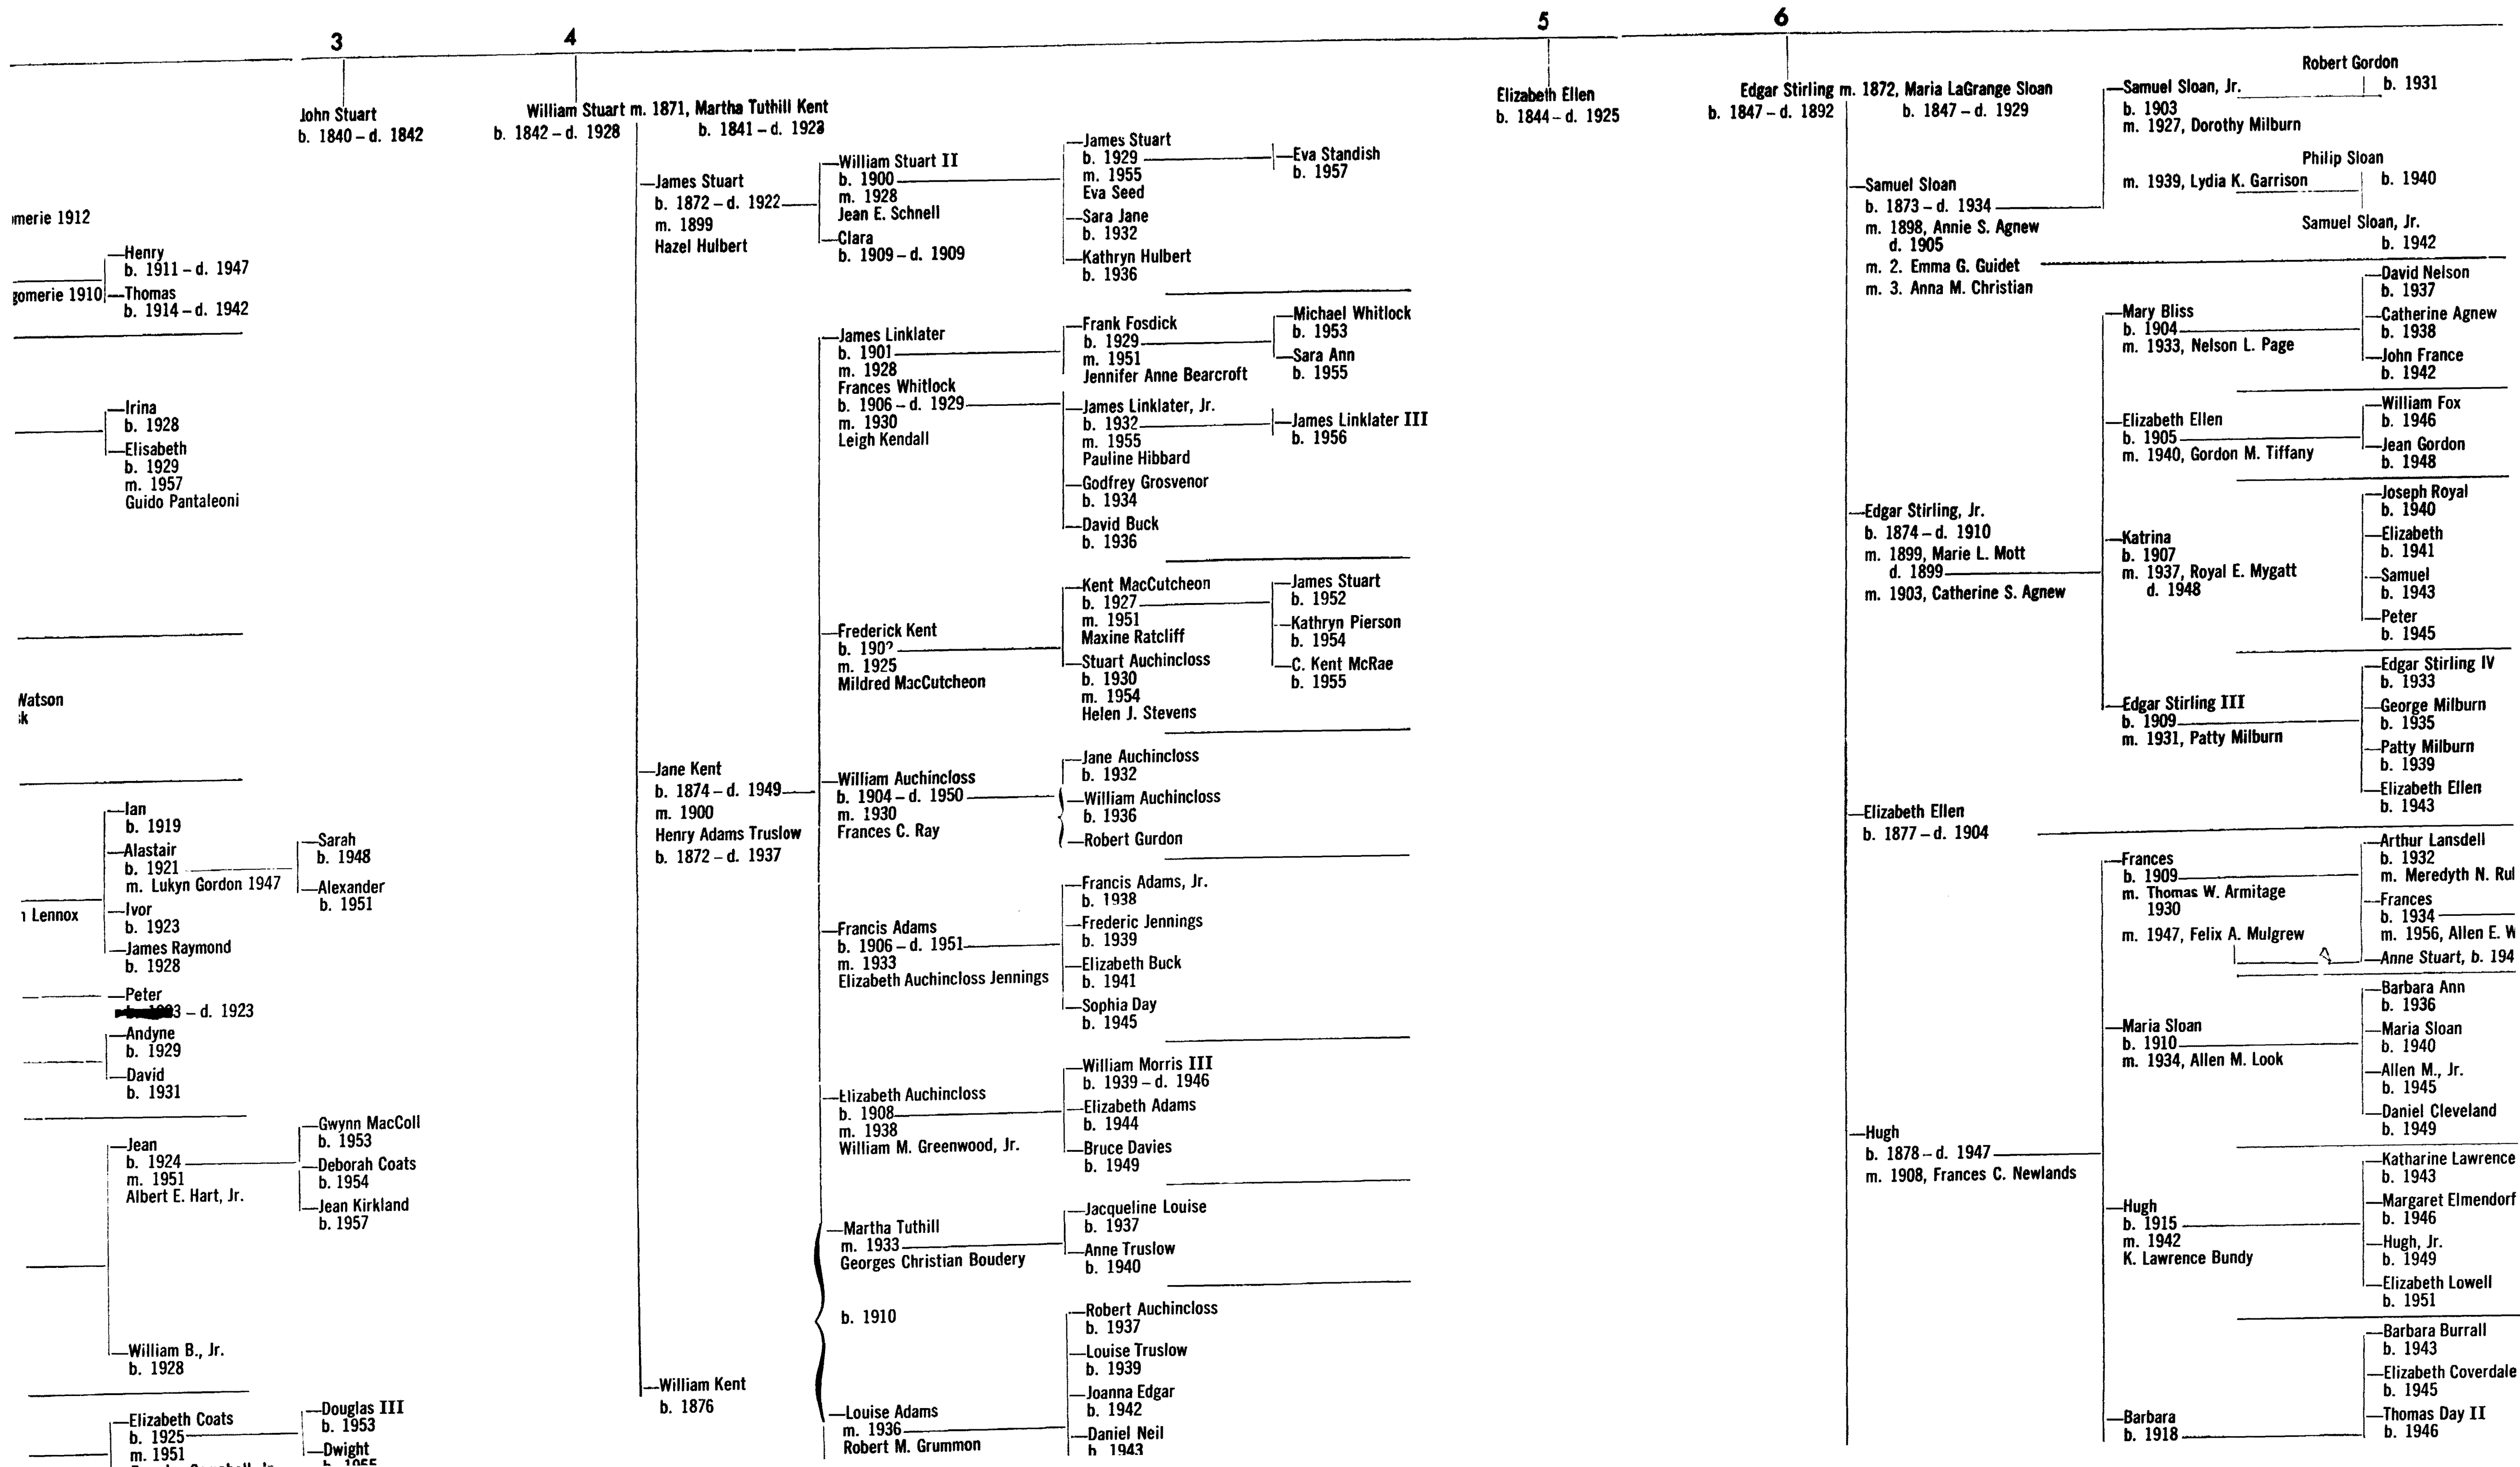 3
4
5
6
John Stuart
b. 1840 – d. 1842
William Stuart m. 1871, Martha Tuthill Kent
b. 1842 – d. 1928 b. 1841 – d. 1923
Elizabeth Ellen
b. 1844 – d. 1925
Edgar Stirling m. 1872, Maria LaGrange Sloan
b. 1847 – d. 1892 b. 1847 – d. 1929
omerie 1912
Henry
b. 1911 – d. 1947
gomerie 1910
Thomas
b. 1914 – d. 1942
Irina
b. 1928
Elisabeth
b. 1929
m. 1957
Guido Pantaleoni
Watson
sk
Ian
b. 1919
Alastair
b. 1921
m. Lukyn Gordon 1947
Ivor
b. 1923
James Raymond
b. 1928
n Lennox
Sarah
b. 1948
Alexander
b. 1951
Peter
3 – d. 1923
Andyne
b. 1929
David
b. 1931
Jean
b. 1924
m. 1951
Albert E. Hart, Jr.
Gwynn MacColl
b. 1953
Deborah Coats
b. 1954
Jean Kirkland
b. 1957
William B., Jr.
b. 1928
Elizabeth Coats
b. 1925
m. 1951
Douglas III
b. 1953
Dwight
James Stuart
b. 1872 – d. 1922
m. 1899
Hazel Hulbert
William Stuart II
b. 1900
m. 1928
Jean E. Schnell
Clara
b. 1909 – d. 1909
James Stuart
b. 1929
m. 1955
Eva Seed
Sara Jane
b. 1932
Kathryn Hulbert
b. 1936
Eva Standish
b. 1957
Jane Kent
b. 1874 – d. 1949
m. 1900
Henry Adams Truslow
b. 1872 – d. 1937
James Linklater
b. 1901
m. 1928
Frances Whitlock
b. 1906 – d. 1929
m. 1930
Leigh Kendall
Frank Fosdick
b. 1929
m. 1951
Jennifer Anne Bearcroft
Michael Whitlock
b. 1953
Sara Ann
b. 1955
James Linklater, Jr.
b. 1932
m. 1955
Pauline Hibbard
James Linklater III
b. 1956
Godfrey Grosvenor
b. 1934
David Buck
b. 1936
Frederick Kent
b. 190?
m. 1925
Mildred MacCutcheon
Kent MacCutcheon
b. 1927
m. 1951
Maxine Ratcliff
Stuart Auchincloss
b. 1930
m. 1954
Helen J. Stevens
James Stuart
b. 1952
Kathryn Pierson
b. 1954
C. Kent McRae
b. 1955
William Auchincloss
b. 1904 – d. 1950
m. 1930
Frances C. Ray
Jane Auchincloss
b. 1932
William Auchincloss
b. 1936
Robert Gurdon
Francis Adams
b. 1906 – d. 1951
m. 1933
Elizabeth Auchincloss Jennings
Francis Adams, Jr.
b. 1938
Frederic Jennings
b. 1939
Elizabeth Buck
b. 1941
Sophia Day
b. 1945
Elizabeth Auchincloss
b. 1908
m. 1938
William M. Greenwood, Jr.
William Morris III
b. 1939 – d. 1946
Elizabeth Adams
b. 1944
Bruce Davies
b. 1949
Martha Tuthill
m. 1933
Georges Christian Boudery
Jacqueline Louise
b. 1937
Anne Truslow
b. 1940
b. 1910
Louise Adams
m. 1936
Robert M. Grummon
Robert Auchincloss
b. 1937
Louise Truslow
b. 1939
Joanna Edgar
b. 1942
Daniel Neil
b. 1943
William Kent
b. 1876
Samuel Sloan
b. 1873 – d. 1934
m. 1898, Annie S. Agnew
d. 1905
m. 2. Emma G. Guidet
m. 3. Anna M. Christian
Samuel Sloan, Jr.
b. 1903
m. 1927, Dorothy Milburn
m. 1939, Lydia K. Garrison
Robert Gordon
b. 1931
Philip Sloan
b. 1940
Samuel Sloan, Jr.
b. 1942
Edgar Stirling, Jr.
b. 1874 – d. 1910
m. 1899, Marie L. Mott
d. 1899
m. 1903, Catherine S. Agnew
Mary Bliss
b. 1904
m. 1933, Nelson L. Page
David Nelson
b. 1937
Catherine Agnew
b. 1938
John France
b. 1942
Elizabeth Ellen
b. 1905
m. 1940, Gordon M. Tiffany
William Fox
b. 1946
Jean Gordon
b. 1948
Katrina
b. 1907
m. 1937, Royal E. Mygatt
d. 1948
Joseph Royal
b. 1940
Elizabeth
b. 1941
Samuel
b. 1943
Peter
b. 1945
Edgar Stirling III
b. 1909
m. 1931, Patty Milburn
Edgar Stirling IV
b. 1933
George Milburn
b. 1935
Patty Milburn
b. 1939
Elizabeth Ellen
b. 1943
Elizabeth Ellen
b. 1877 – d. 1904
Hugh
b. 1878 – d. 1947
m. 1908, Frances C. Newlands
Frances
b. 1909
m. Thomas W. Armitage
1930
m. 1947, Felix A. Mulgrew
Arthur Lansdell
b. 1932
m. Meredyth N. Rul
Frances
b. 1934
m. 1956, Allen E. W
Anne Stuart, b. 194
Maria Sloan
b. 1910
m. 1934, Allen M. Look
Barbara Ann
b. 1936
Maria Sloan
b. 1940
Allen M., Jr.
b. 1945
Daniel Cleveland
b. 1949
Hugh
b. 1915
m. 1942
K. Lawrence Bundy
Katharine Lawrence
b. 1943
Margaret Elmendorf
b. 1946
Hugh, Jr.
b. 1949
Elizabeth Lowell
b. 1951
Barbara
b. 1918
Barbara Burrall
b. 1943
Elizabeth Coverdale
b. 1945
Thomas Day II
b. 1946